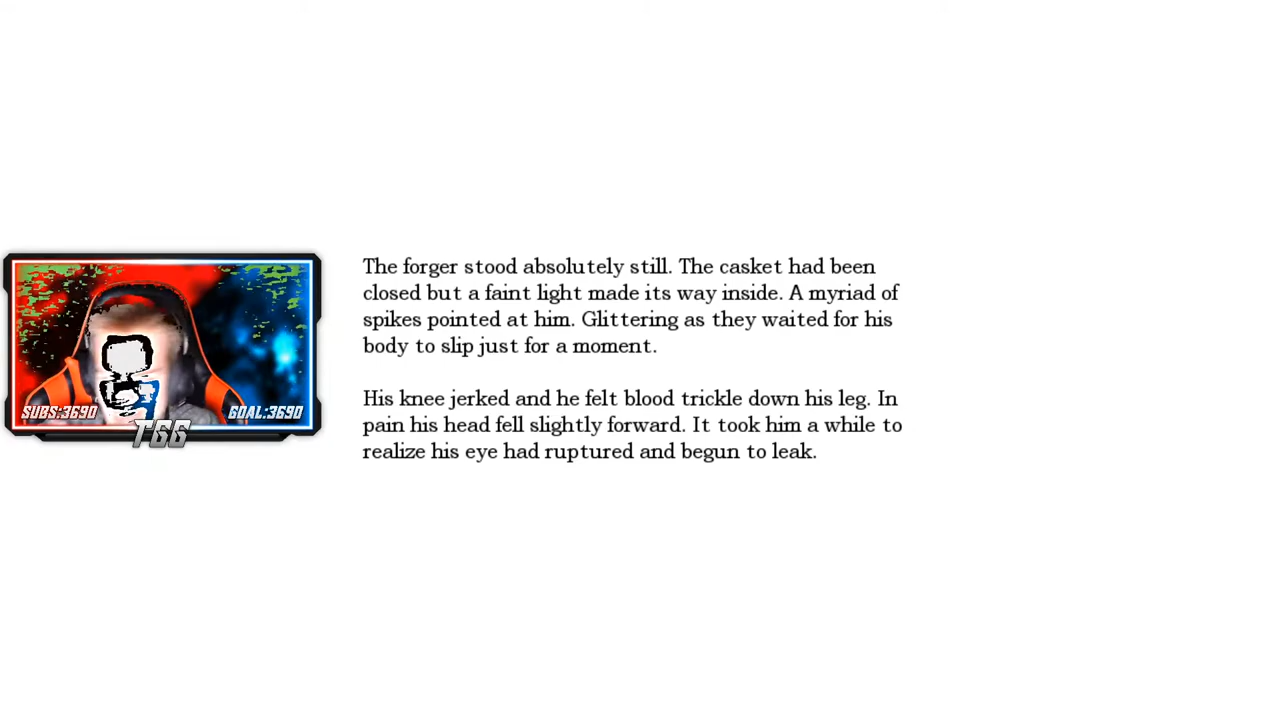 The forger stood absolutely still. The casket had been
closed but a faint light made its way inside. A myriad of
spikes pointed at him. Glittering as they waited for his
body to slip just for a moment.
His knee jerked and he felt blood trickle down his leg. In
pain his head fell slightly forward. It took him a while to
realize his eye had ruptured and begun to leak.
SUBS:3690
GOAL:3690
T66